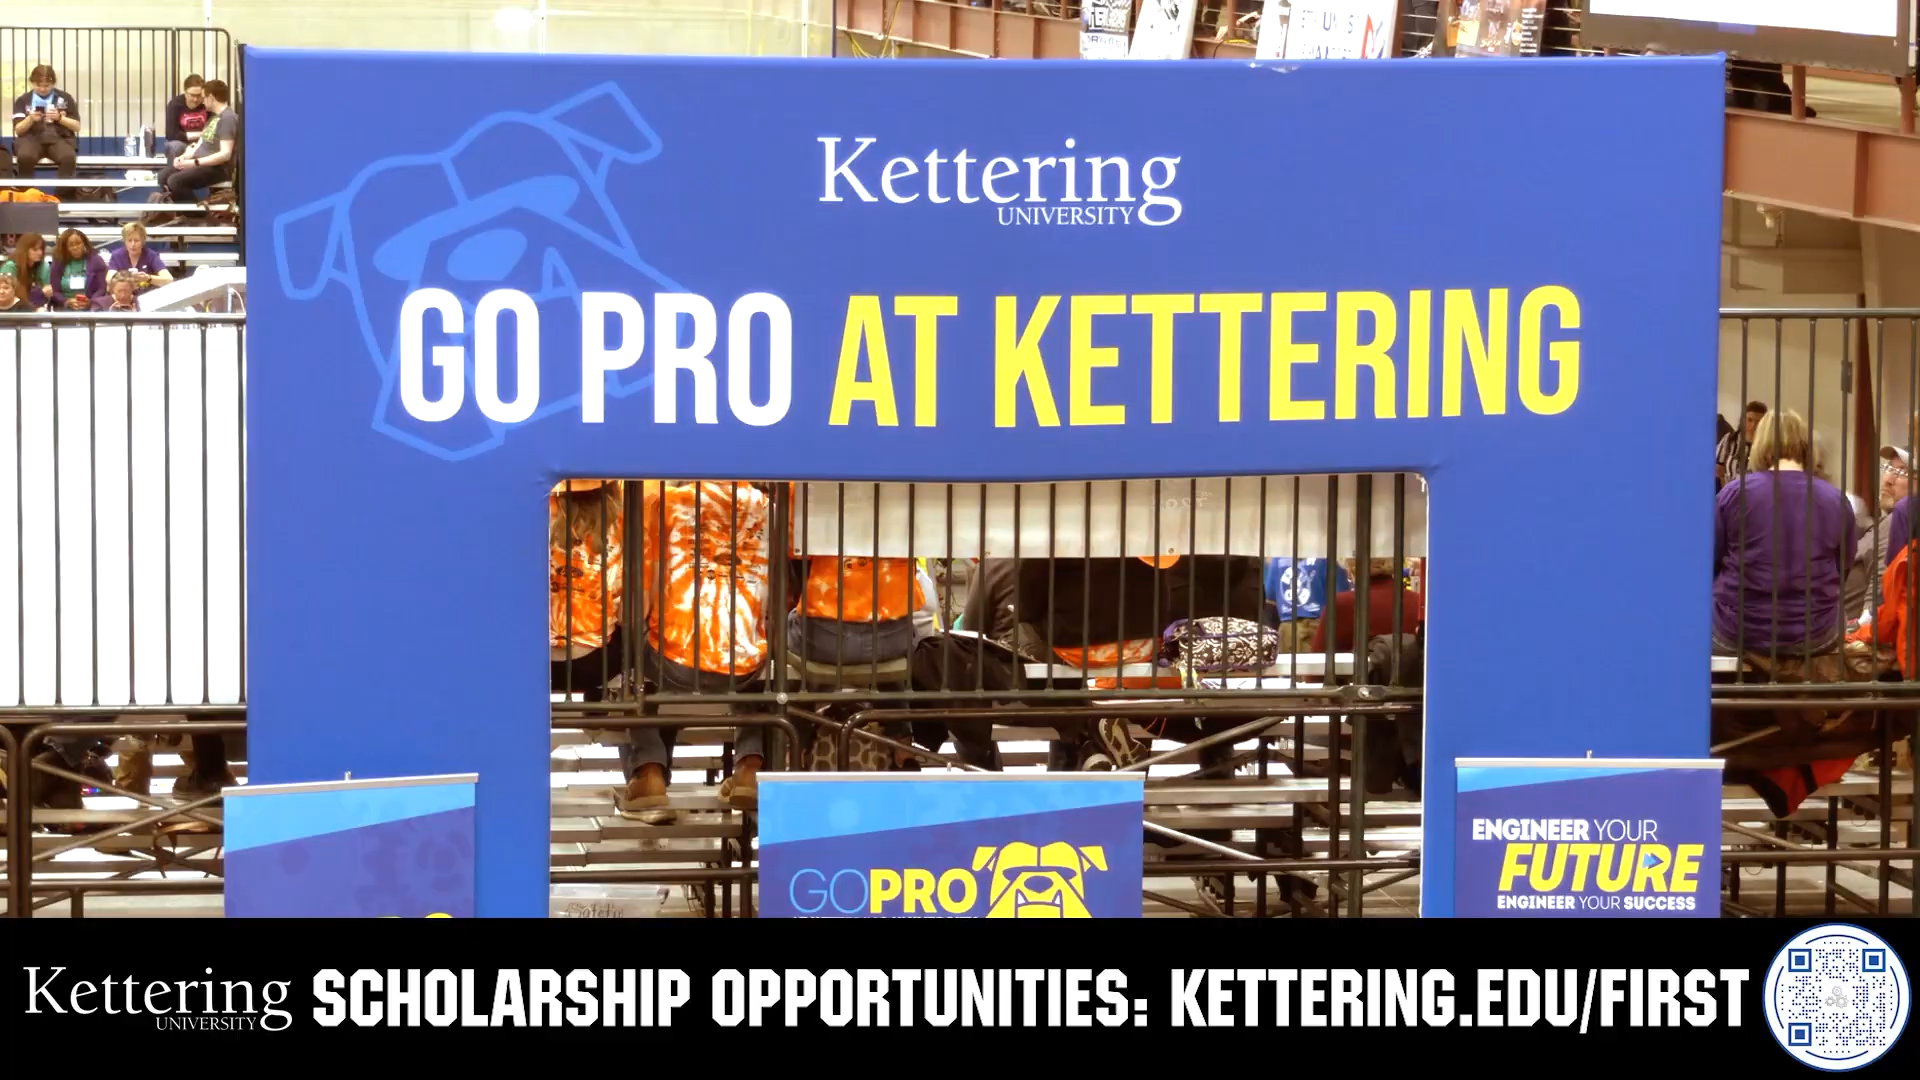 Kettering
UNIVERSITY
GO PRO AT KETTERING
GOPRO
ENGINEER YOUR
FUTURE
ENGINEER YOUR SUCCESS
Kettering
UNIVERSITY
SCHOLARSHIP OPPORTUNITIES: KETTERING.EDU/FIRST